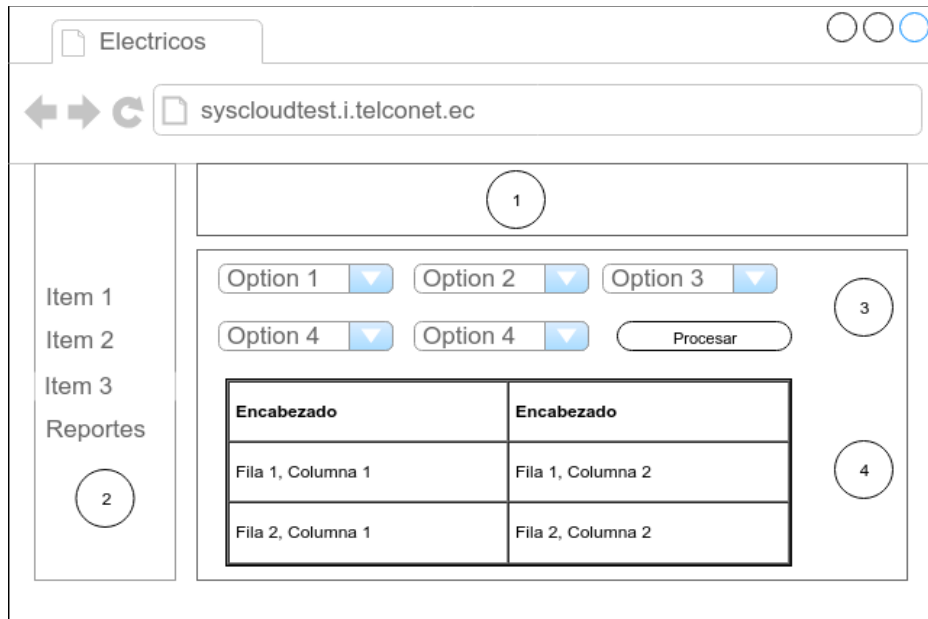 Electricos
syscloudtest.i.telconet.ec
1
Item 1
Item 2
Item 3
Reportes
2
Option 1 Option 2 Option 3
3
Option 4 Option 4 Procesar
Encabezado Encabezado
Fila 1, Columna 1 Fila 1, Columna 2
4
Fila 2, Columna 1 Fila 2, Columna 2